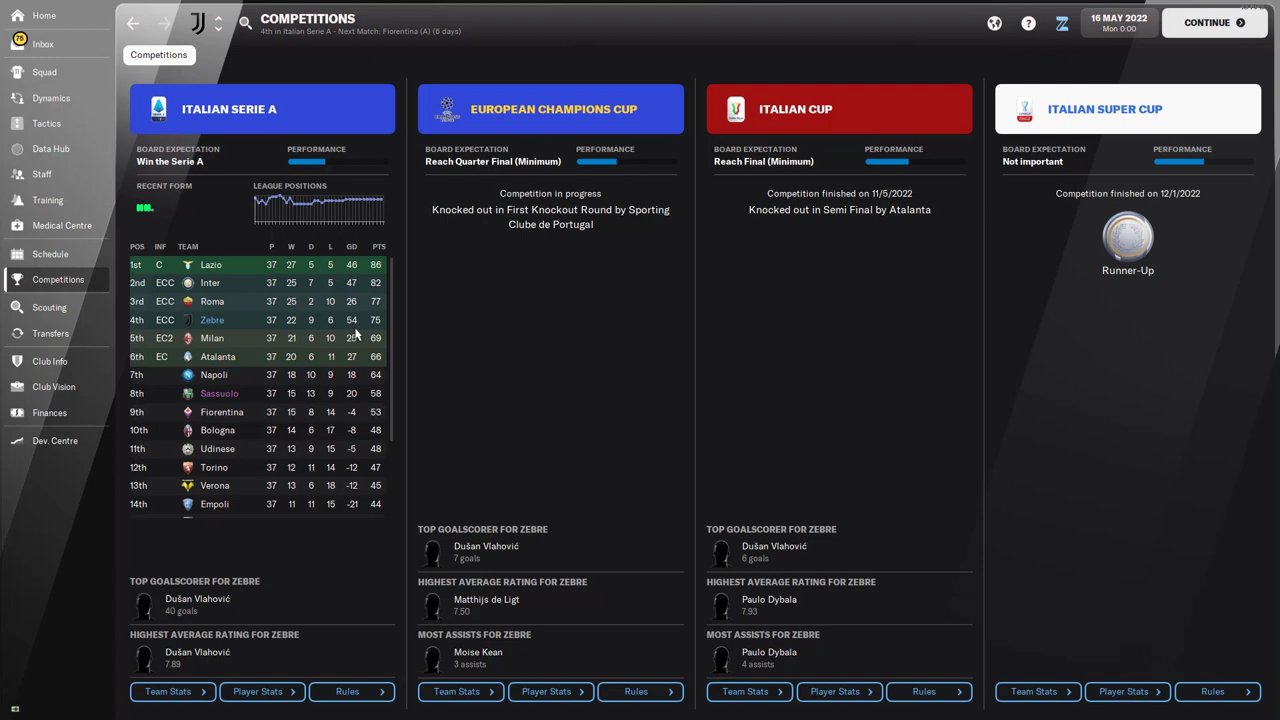 Home
75
Inbox
Squad
Dynamics
Tactics
Data Hub
Staff
Training
Medical Centre
Schedule
Competitions
Scouting
Transfers
Club Info
Club Vision
Finances
Dev. Centre
COMPETITIONS
4th in Italian Serie A - Next Match: Fiorentina (A) (6 days)
?
16 MAY 2022
Mon 0:00
CONTINUE
Competitions
ITALIAN SERIE A
BOARD EXPECTATION PERFORMANCE
Win the Serie A
RECENT FORM LEAGUE POSITIONS
POS INF TEAM P W D L GD PTS
1st C Lazio 37 27 5 5 46 86
2nd ECC Inter 37 25 7 5 47 82
3rd ECC Roma 37 25 2 10 26 77
4th ECC Zebre 37 22 9 6 54 75
5th EC2 Milan 37 21 6 10 69
6th EC Atalanta 37 20 6 11 27 66
7th Napoli 37 18 10 9 18 64
8th Sassuolo 37 15 13 9 20 58
9th Fiorentina 37 15 8 14 -4 53
10th Bologna 37 14 6 17 -8 48
11th Udinese 37 13 9 15 -5 48
12th Torino 37 12 11 14 -12 47
13th Verona 37 13 6 18 -12 45
14th Empoli 37 11 11 15 -21 44
TOP GOALSCORER FOR ZEBRE
Dušan Vlahović
40 goals
HIGHEST AVERAGE RATING FOR ZEBRE
Dušan Vlahović
7.89
Team Stats
Player Stats
Rules
EUROPEAN CHAMPIONS CUP
BOARD EXPECTATION PERFORMANCE
Reach Quarter Final (Minimum)
Competition in progress
Knocked out in First Knockout Round by Sporting
Clube de Portugal
TOP GOALSCORER FOR ZEBRE
Dušan Vlahović
7 goals
HIGHEST AVERAGE RATING FOR ZEBRE
Matthijs de Ligt
7.50
MOST ASSISTS FOR ZEBRE
Moise Kean
3 assists
Team Stats
Player Stats
Rules
ITALIAN CUP
BOARD EXPECTATION PERFORMANCE
Reach Final (Minimum)
Competition finished on 11/5/2022
Knocked out in Semi Final by Atalanta
TOP GOALSCORER FOR ZEBRE
Dušan Vlahović
6 goals
HIGHEST AVERAGE RATING FOR ZEBRE
Paulo Dybala
7.93
MOST ASSISTS FOR ZEBRE
Paulo Dybala
4 assists
Team Stats
Player Stats
Rules
ITALIAN SUPER CUP
BOARD EXPECTATION PERFORMANCE
Not important
Competition finished on 12/1/2022
Runner-Up
Team Stats
Player Stats
Rules